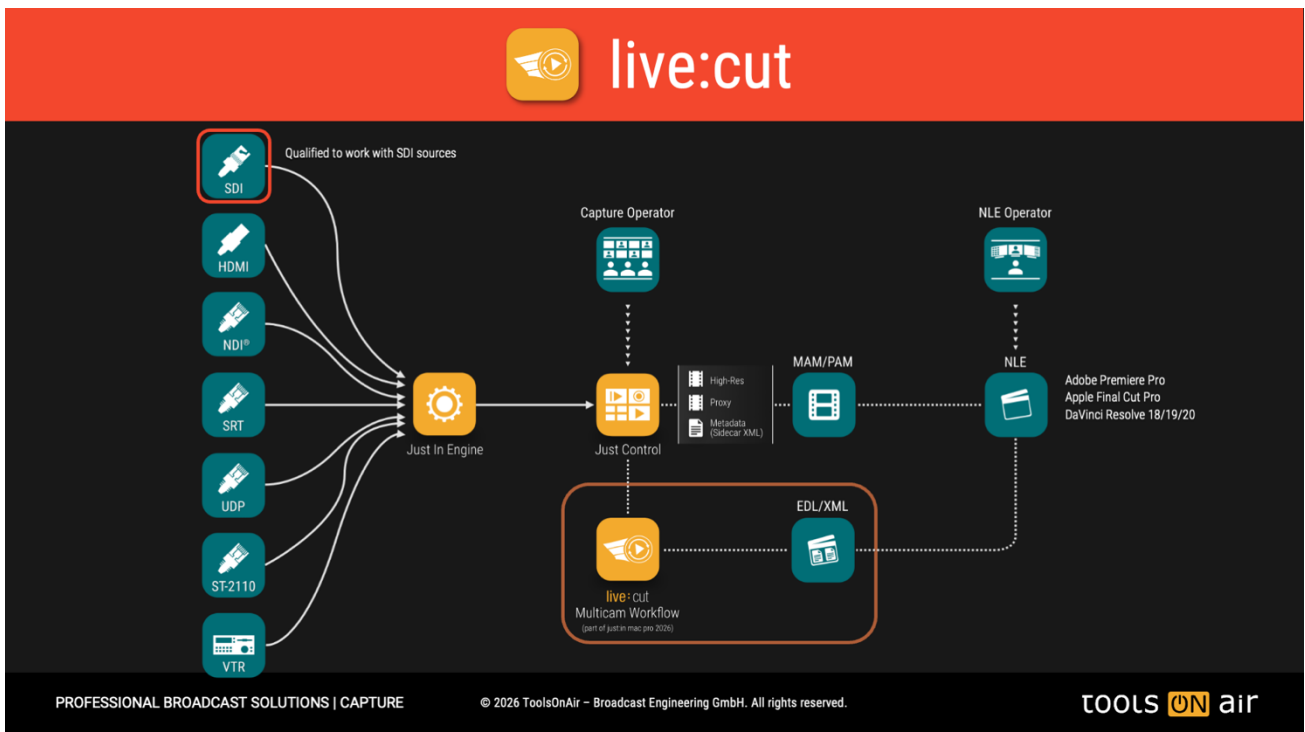 live:cut
Qualified to work with SDI sources
SDI
HDMI
NDI®
SRT
UDP
ST-2110
VTR
Just In Engine
Capture Operator
Just Control
High-Res
Proxy
Metadata
(Sidecar XML)
MAM/PAM
NLE Operator
NLE
Adobe Premiere Pro
Apple Final Cut Pro
DaVinci Resolve 18/19/20
live:cut
Multicam Workflow
(part of just:in mac pro 2026)
EDL/XML
PROFESSIONAL BROADCAST SOLUTIONS | CAPTURE
© 2026 ToolsOnAir – Broadcast Engineering GmbH. All rights reserved.
TOOLS ON air